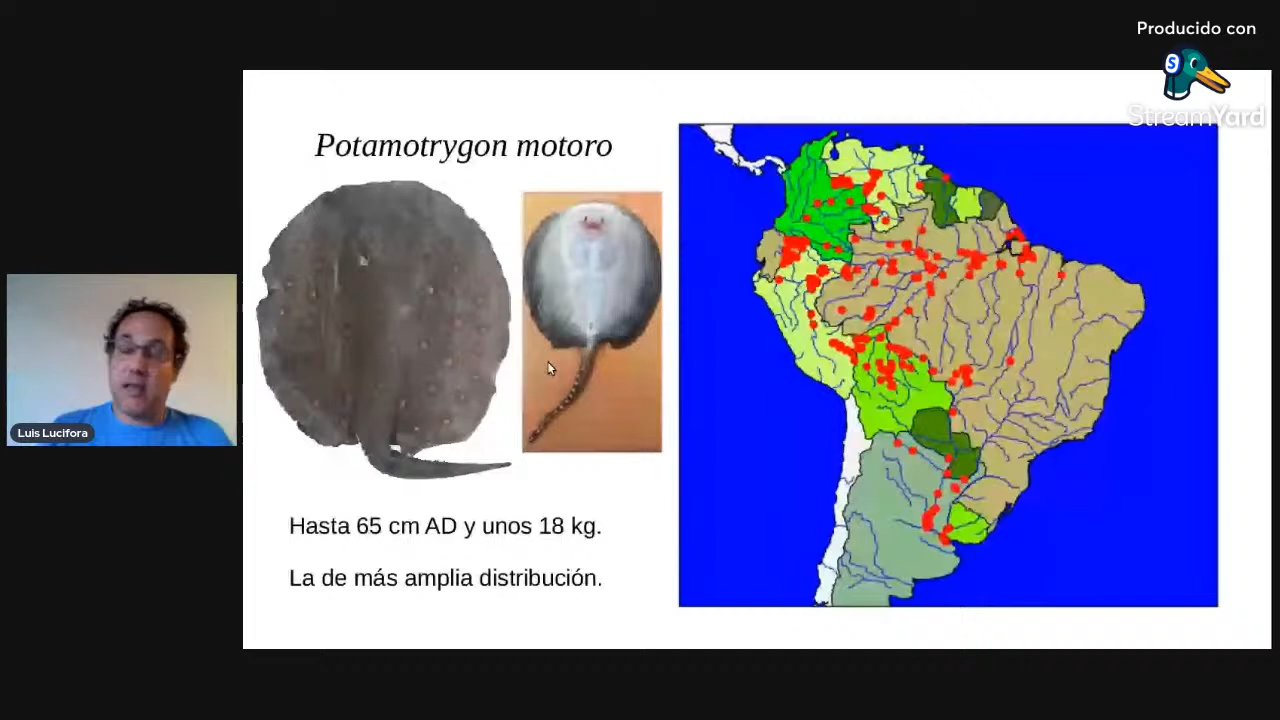 Producido con
StreamYard
Potamotrygon motoro
Luis Lucifora
Hasta 65 cm AD y unos 18 kg.
La de más amplia distribución.